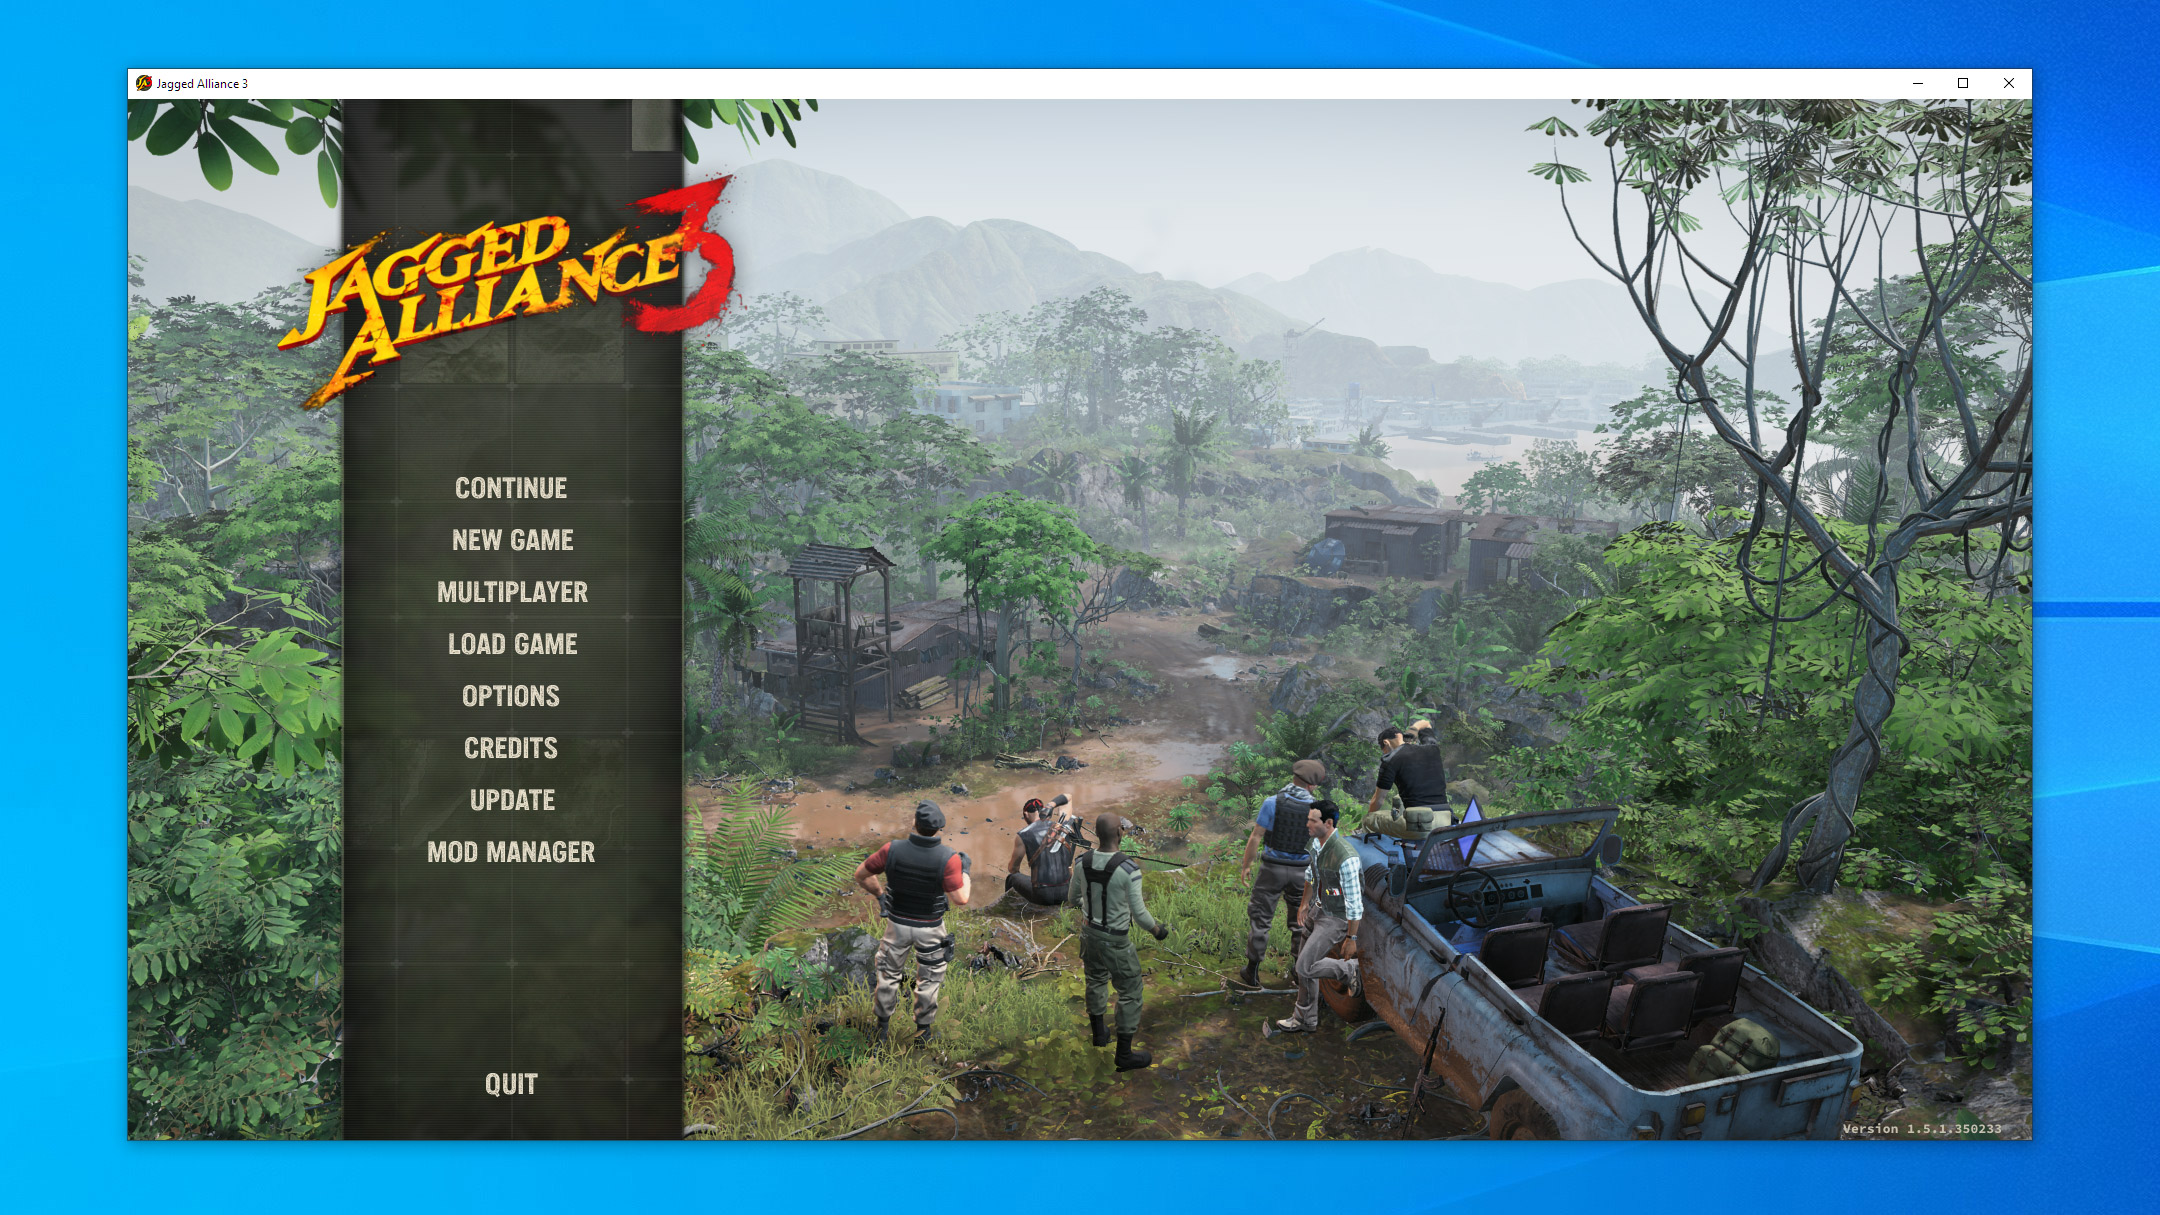 Jagged Alliance 3
JAGGED
ALLIANCE 3
CONTINUE
NEW GAME
MULTIPLAYER
LOAD GAME
OPTIONS
CREDITS
UPDATE
MOD MANAGER
QUIT
Version 1.5.1.350233